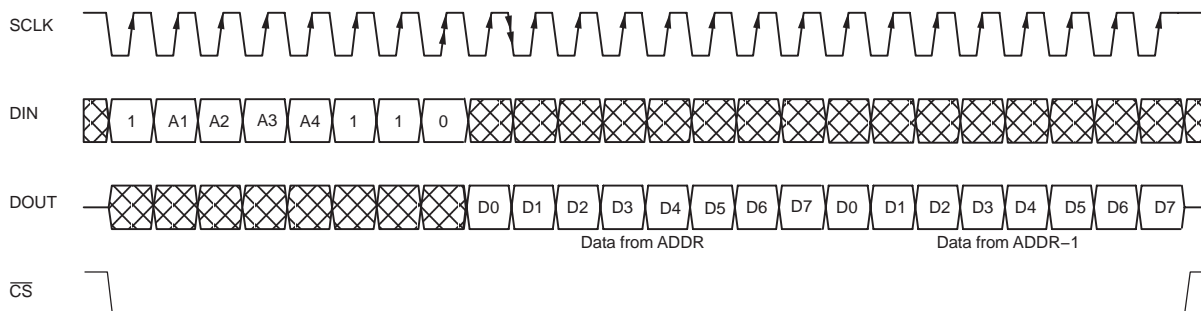 SCLK
DIN 1 A1 A2 A3 A4 1 1 0
DOUT D0 D1 D2 D3 D4 D5 D6 D7 D0 D1 D2 D3 D4 D5 D6 D7
Data from ADDR Data from ADDR−1
CS